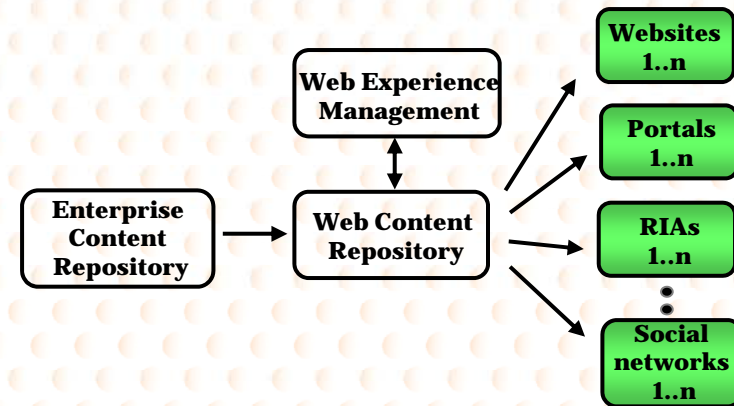 Websites
1..n
Web Experience
Management
Portals
1..n
Enterprise
Content
Repository
Web Content
Repository
RIAs
1..n
Social
networks
1..n